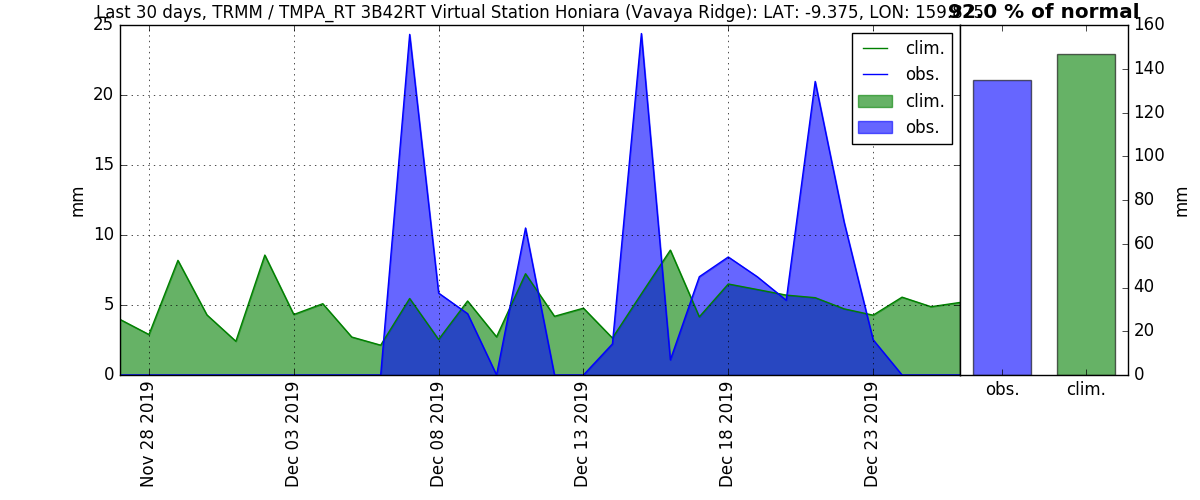 Last 30 days, TRMM / TMPA_RT 3B42RT Virtual Station Honiara (Vavaya Ridge): LAT: -9.375, LON:
92.0 % of normal
25
20
15
10
5
0
mm
clim.
obs.
clim.
obs.
160
140
120
100
80
60
40
20
0
mm
obs.
clim.
Nov 28 2019
Dec 03 2019
Dec 08 2019
Dec 13 2019
Dec 18 2019
Dec 23 2019